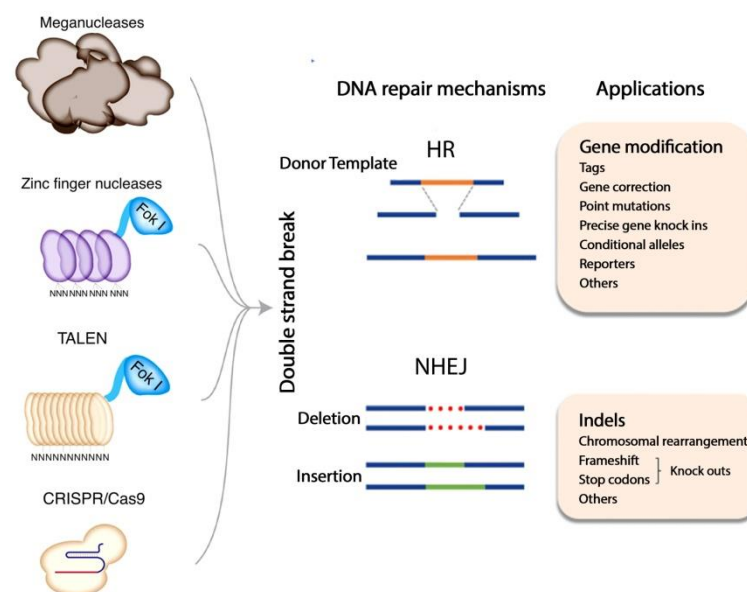 Meganucleases
Zinc finger nucleases
Fok I
NNN NNN NNN NNN
TALEN
Fok I
NNNNNNNNNNN
CRISPR/Cas9
Double strand break
DNA repair mechanisms
HR
Donor Template
NHEJ
Deletion
Insertion
Applications
Gene modification
Tags
Gene correction
Point mutations
Precise gene knock ins
Conditional alleles
Reporters
Others
Indels
Chromosomal rearrangement
Frameshift
Stop codons
Knock outs
Others